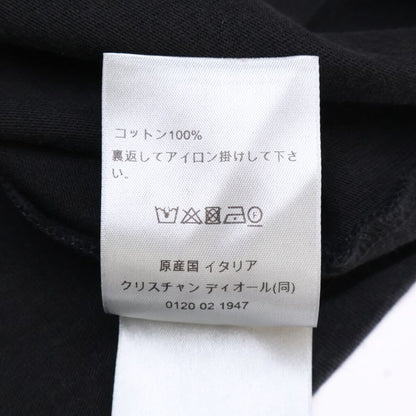 コットン100%
裏返してアイロン掛けして下さ
い。
原産国 イタリア
クリスチャン ディオール(同)
0120 02 1947